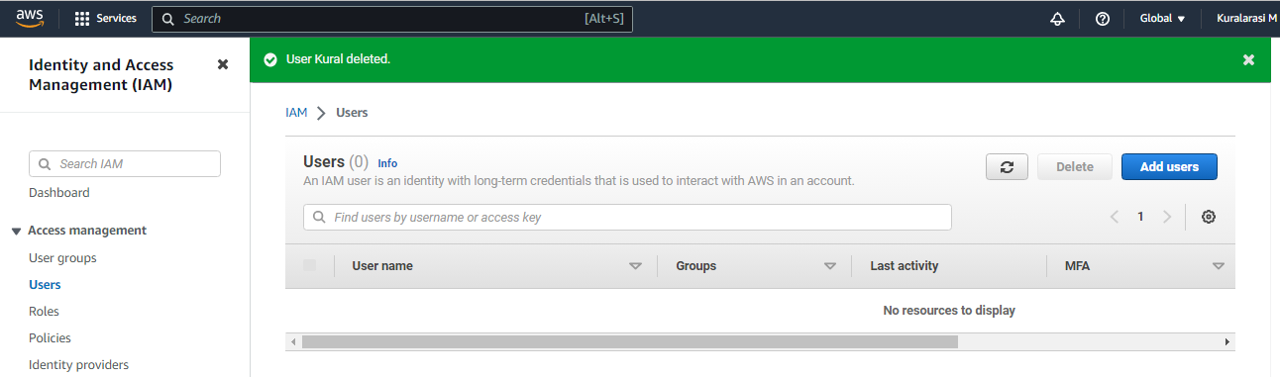 aws Services Search [Alt+S] Global Kuralarasi M
Identity and Access
Management (IAM)
User Kural deleted.
Search IAM
Dashboard
Access management
User groups
Users
Roles
Policies
Identity providers
IAM Users
Users (0) Info
An IAM user is an identity with long-term credentials that is used to interact with AWS in an account.
Delete
Add users
Find users by username or access key
1
User name Groups Last activity MFA
No resources to display